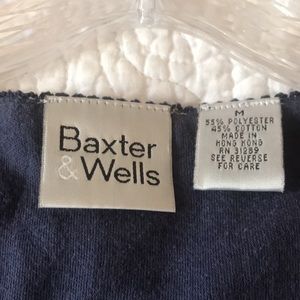 Baxter
& Wells
M
55% POLYESTER
45% COTTON
MADE IN
HONG KONG
RN 31289
SEE REVERSE
FOR CARE